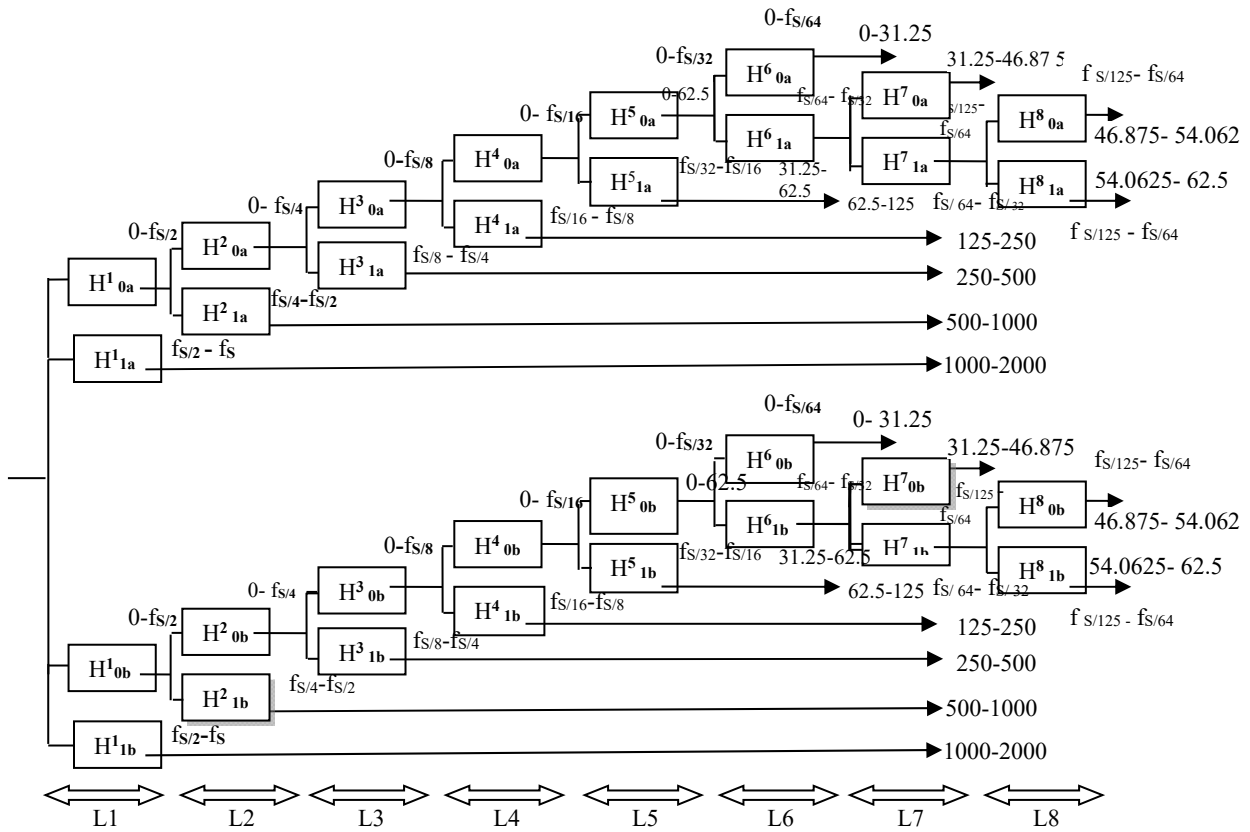 0-fS/64
0-31.25
0-fS/32
H⁶ 0a
31.25-46.87 5
f S/125- fS/64
0-62.5
fS/64- fS/32
H⁷ 0a
0- fS/16
H⁵ 0a
S/125-
fS/64
H⁸ 0a
46.875- 54.062
0-fS/8
H⁴ 0a
H⁶ 1a
H⁷ 1a
fS/32-fS/16
31.25-
62.5
H⁵ 1a
H⁸ 1a
54.0625- 62.5
0- fS/4
H³ 0a
62.5-125
fS/ 64- fS/ 32
0-fS/2
H² 0a
H⁴ 1a
fS/16 - fS/8
f S/125 - fS/64
125-250
H³ 1a
fS/8 - fS/4
250-500
H¹ 0a
H² 1a
fS/4-fS/2
500-1000
H¹ 1a
fS/2 - fS
1000-2000
0-fS/64
0- 31.25
0-fS/32
H⁶ 0b
31.25-46.875
fS/125- fS/64
0-62.5
fS/64- fS/32
H⁷ 0b
0- fS/16
H⁵ 0b
fS/125 -
fS/64
H⁸ 0b
46.875- 54.062
0-fS/8
H⁴ 0b
H⁶ 1b
H⁷ 1b
fS/32-fS/16
31.25-62.5
H⁵ 1b
H⁸ 1b
54.0625- 62.5
0- fS/4
H³ 0b
62.5-125
fS/ 64- fS/ 32
0-fS/2
H² 0b
H⁴ 1b
fS/16-fS/8
f S/125 - fS/64
125-250
H³ 1b
fS/8-fS/4
250-500
H¹ 0b
H² 1b
fS/4-fS/2
500-1000
H¹ 1b
fS/2-fS
1000-2000
L1 L2 L3 L4 L5 L6 L7 L8